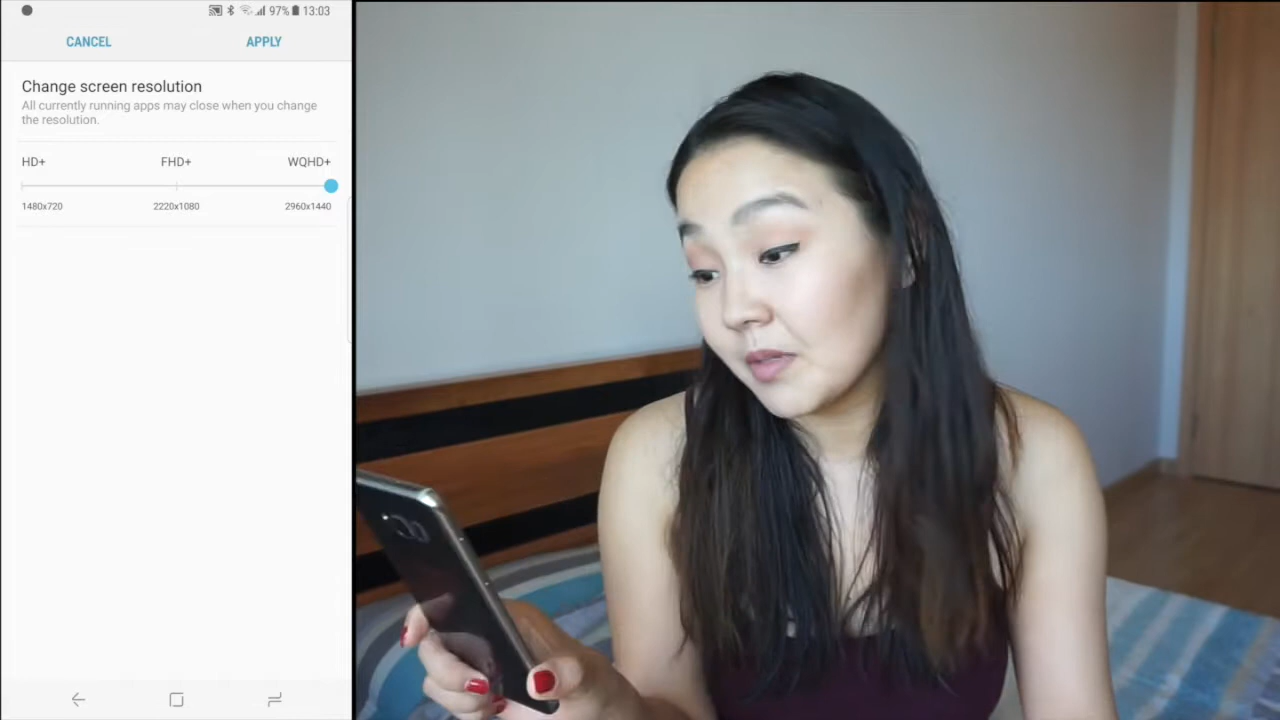 97% 13:03
CANCEL APPLY
Change screen resolution
All currently running apps may close when you change
the resolution.
HD+ FHD+ WQHD+
1480x720 2220x1080 2960x1440